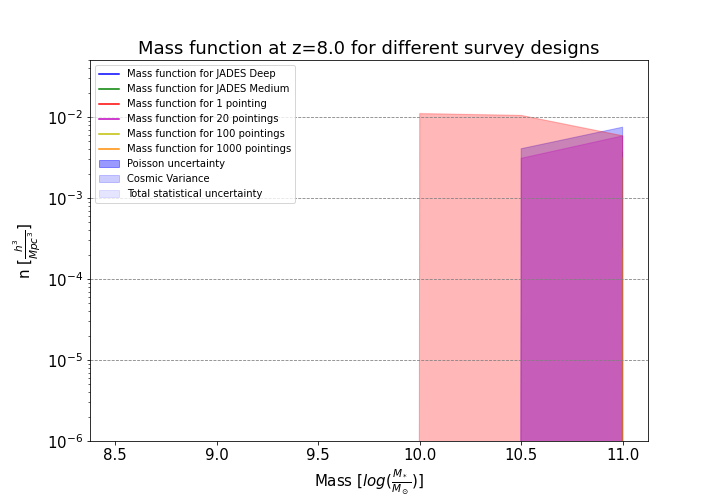 Mass function at z=8.0 for different survey designs
Mass function for JADES Deep
Mass function for JADES Medium
Mass function for 1 pointing
Mass function for 20 pointings
Mass function for 100 pointings
Mass function for 1000 pointings
Poisson uncertainty
Cosmic Variance
Total statistical uncertainty
n [h³/Mpc³]
10⁻²
10⁻³
10⁻⁴
10⁻⁵
10⁻⁶
8.5 9.0 9.5 10.0 10.5 11.0
Mass [log(M*/M⊙)]